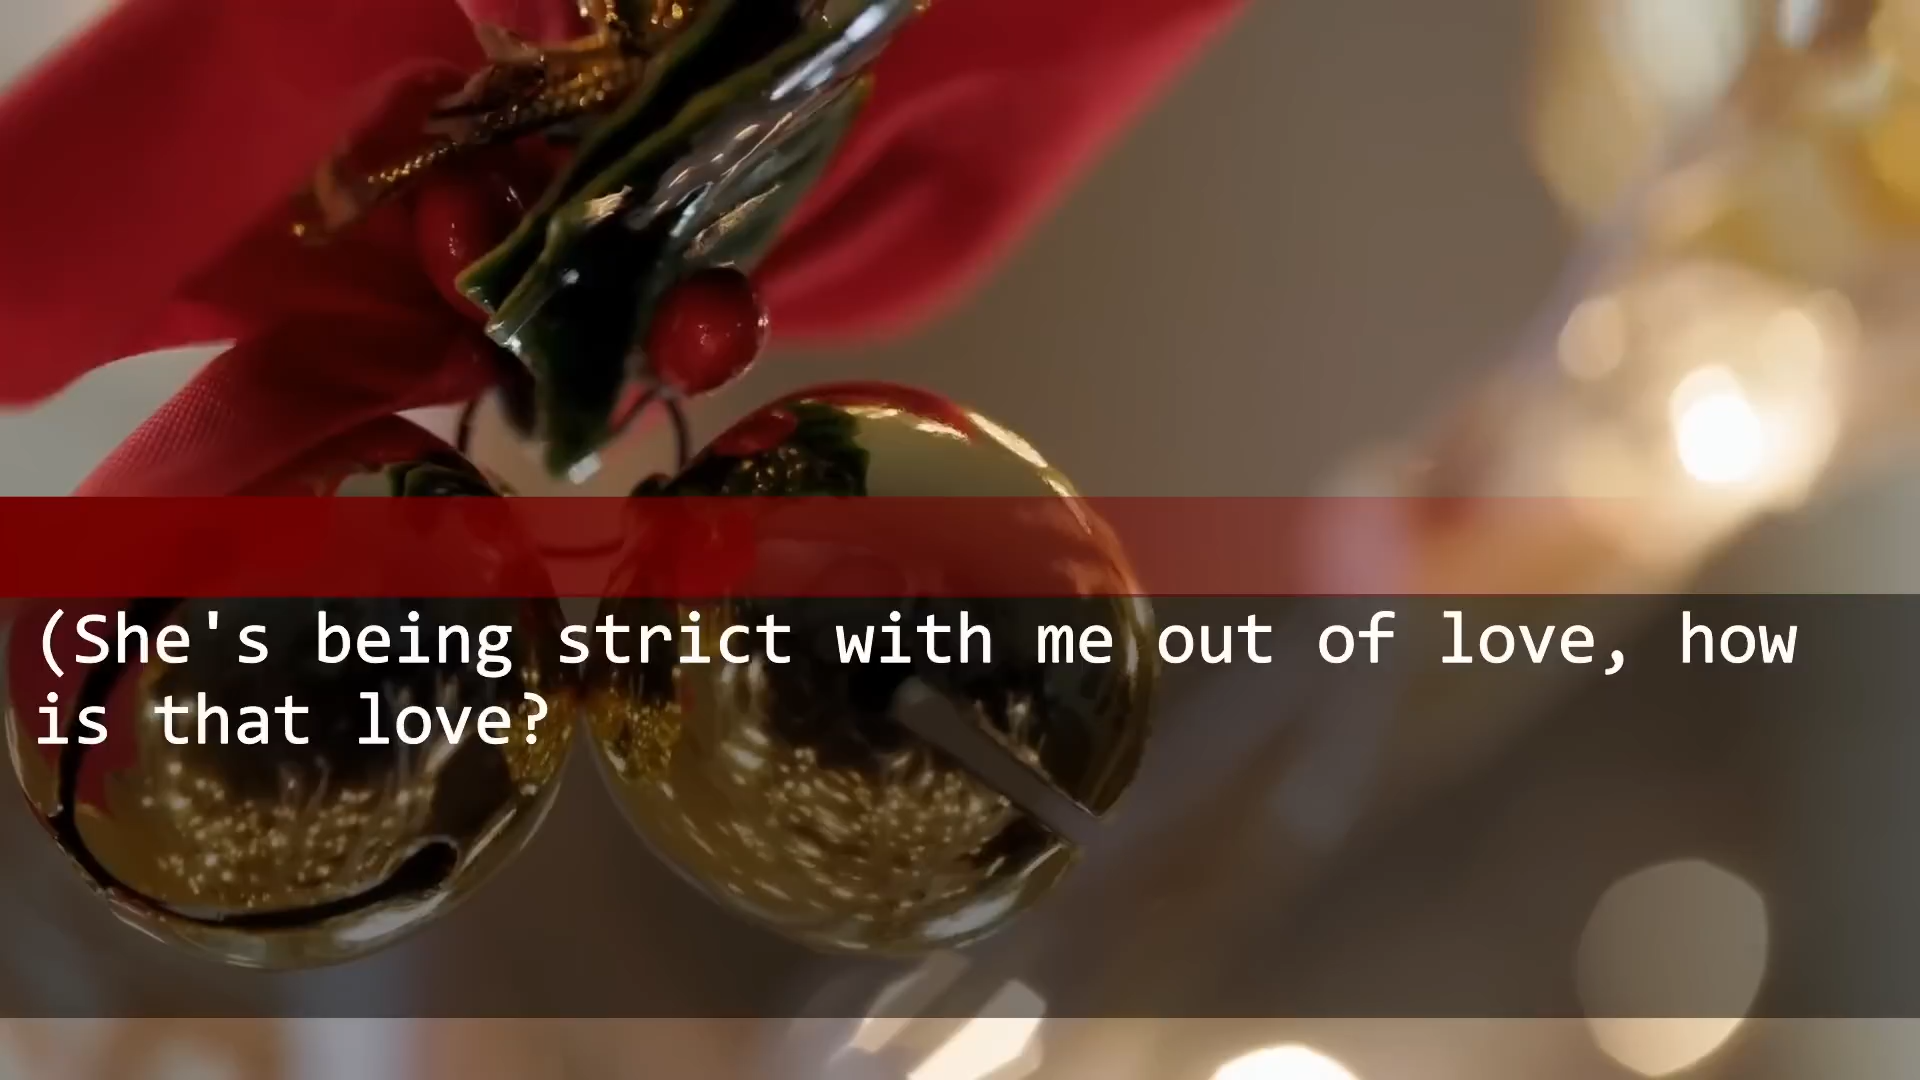 (She's being strict with me out of love, how
is that love?